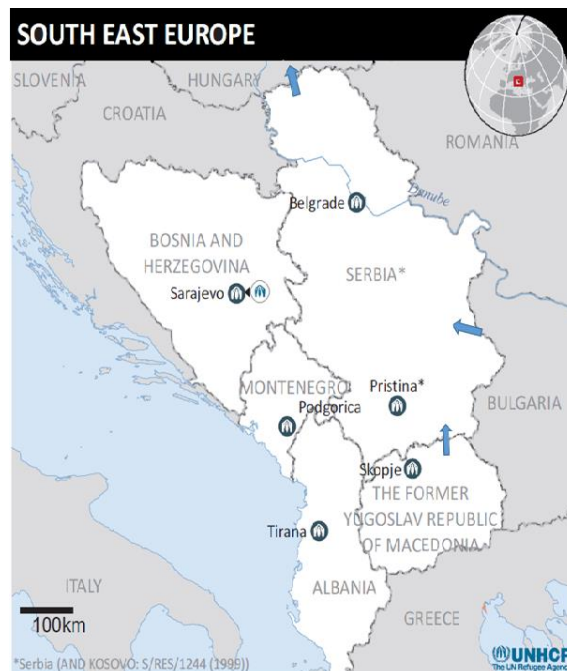 SOUTH EAST EUROPE
SLOVENIA
HUNGARY
CROATIA
ROMANIA
Danube
Belgrade
BOSNIA AND
HERZEGOVINA
SERBIA*
Sarajevo
MONTENEGRO
Pristina*
Podgorica
BULGARIA
Skopje
THE FORMER
YUGOSLAV REPUBLIC
OF MACEDONIA
Tirana
ITALY
ALBANIA
GREECE
100km
UNHCR
The UN Refugee Agency
*Serbia (AND KOSOVO: S/RES/1244 (1999))